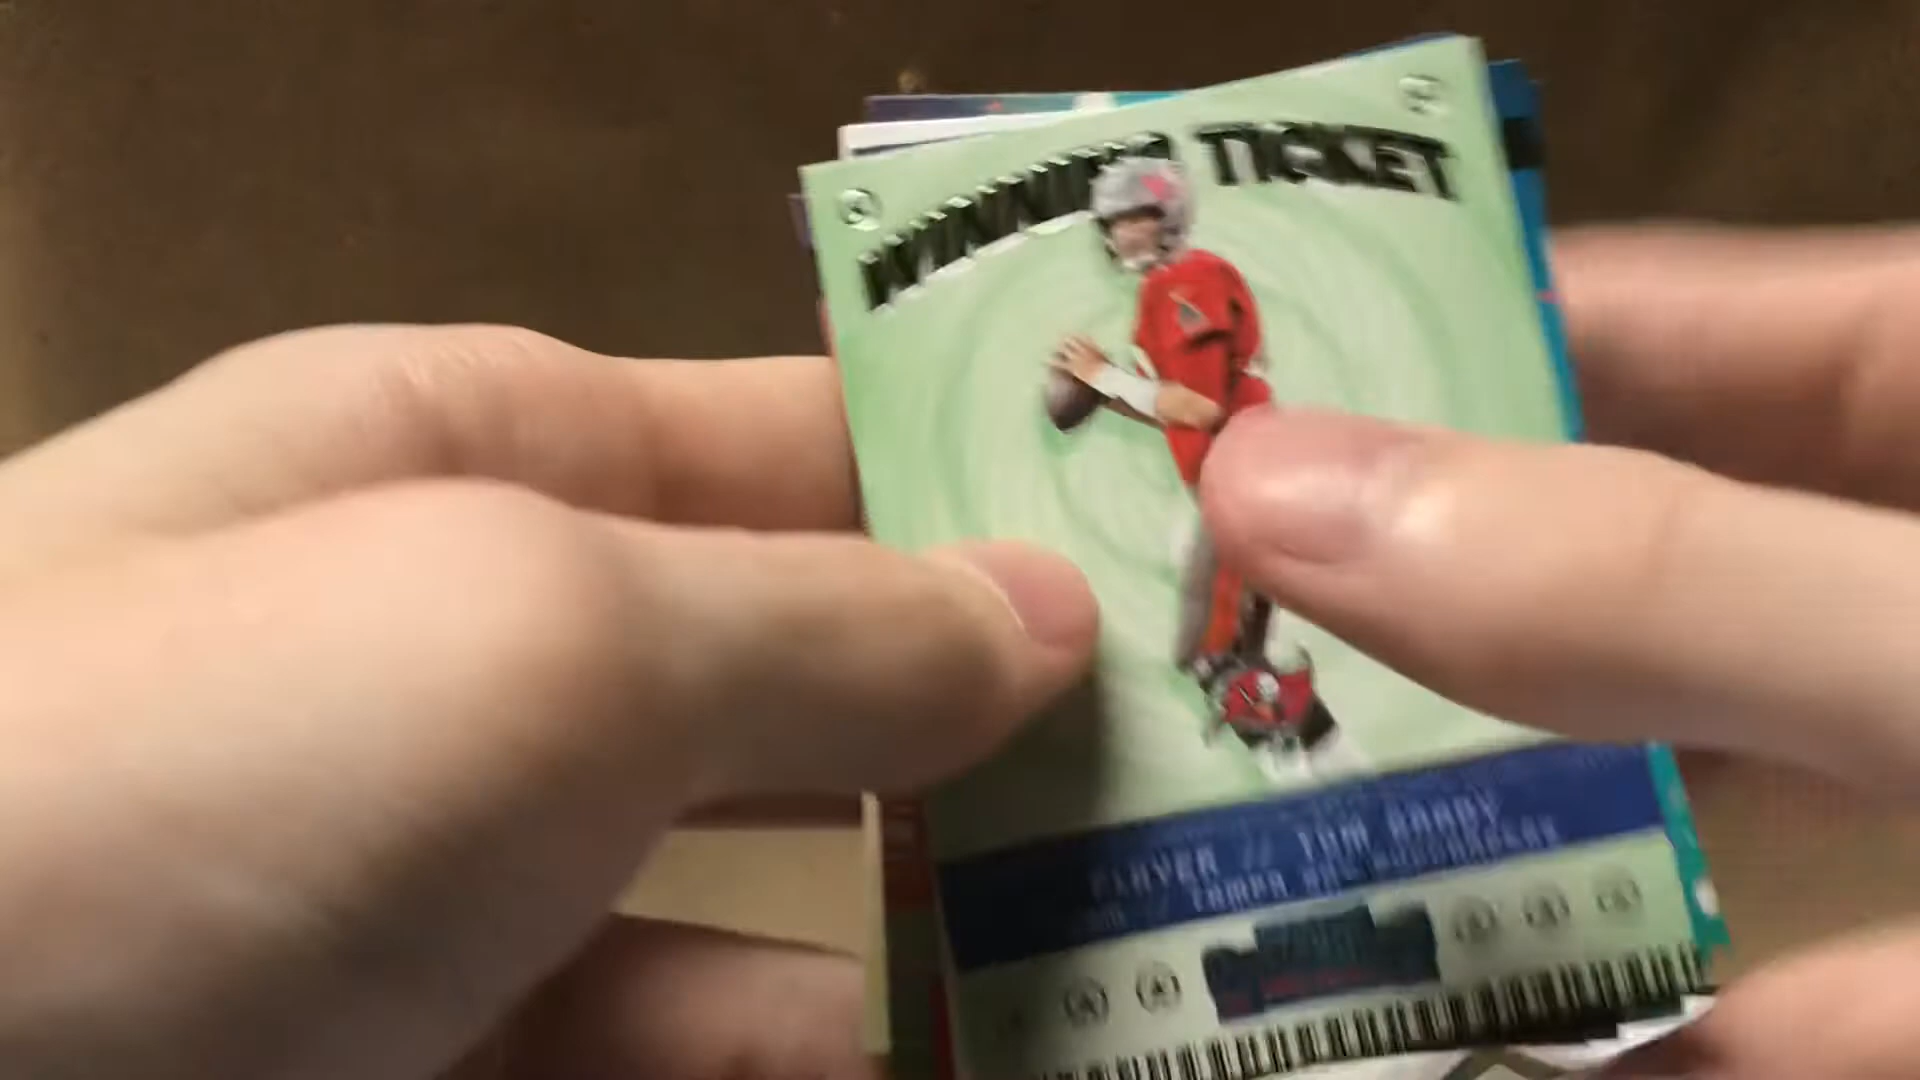 WINNING TICKET
PLAYER // TOM BRADY
TAMPA BAY BUCCANEERS